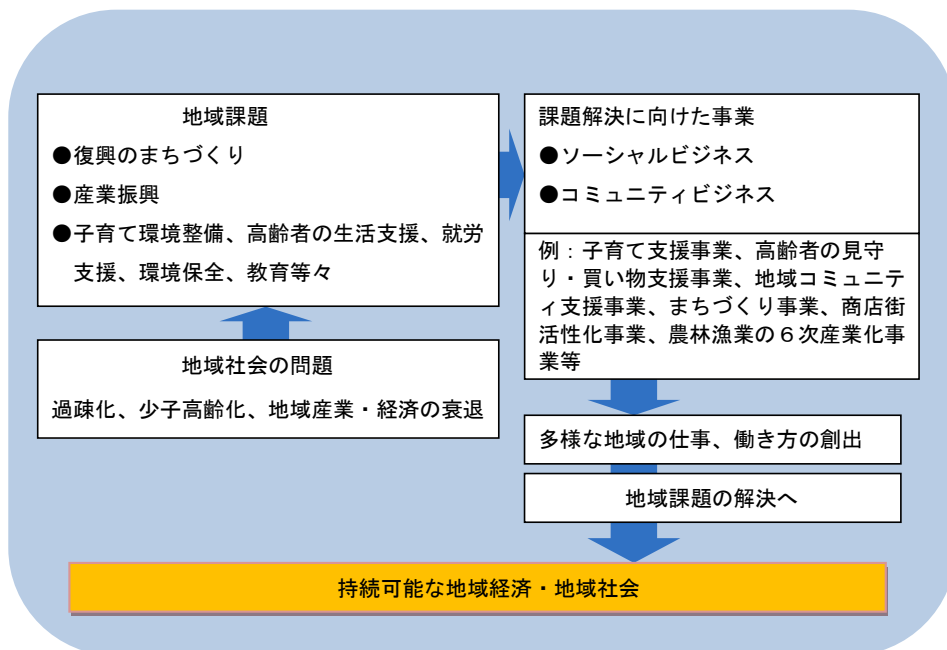 地域課題
●復興のまちづくり
●産業振興
●子育て環境整備、高齢者の生活支援、就労
支援、環境保全、教育等々
地域社会の問題
過疎化、少子高齢化、地域産業・経済の衰退
課題解決に向けた事業
●ソーシャルビジネス
●コミュニティビジネス
例：子育て支援事業、高齢者の見守
り・買い物支援事業、地域コミュニテ
ィ支援事業、まちづくり事業、商店街
活性化事業、農林漁業の６次産業化事
業等
多様な地域の仕事、働き方の創出
地域課題の解決へ
持続可能な地域経済・地域社会